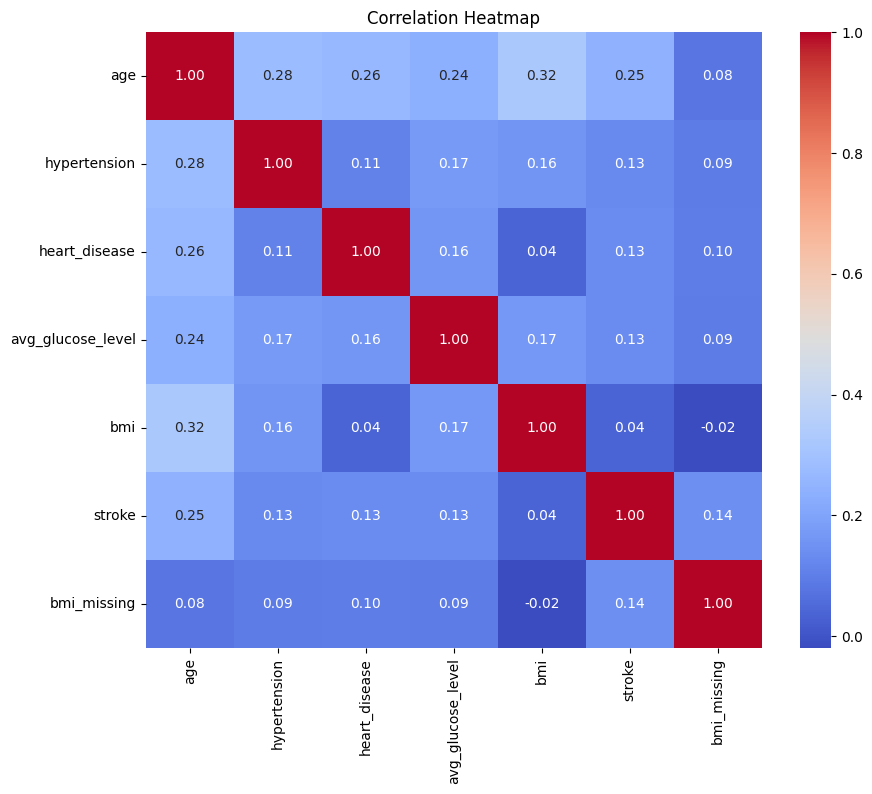 Correlation Heatmap
age 1.00 0.28 0.26 0.24 0.32 0.25 0.08
hypertension 0.28 1.00 0.11 0.17 0.16 0.13 0.09
heart_disease 0.26 0.11 1.00 0.16 0.04 0.13 0.10
avg_glucose_level 0.24 0.17 0.16 1.00 0.17 0.13 0.09
bmi 0.32 0.16 0.04 0.17 1.00 0.04 -0.02
stroke 0.25 0.13 0.13 0.13 0.04 1.00 0.14
bmi_missing 0.08 0.09 0.10 0.09 -0.02 0.14 1.00
age hypertension heart_disease avg_glucose_level bmi stroke bmi_missing
1.0
0.8
0.6
0.4
0.2
0.0